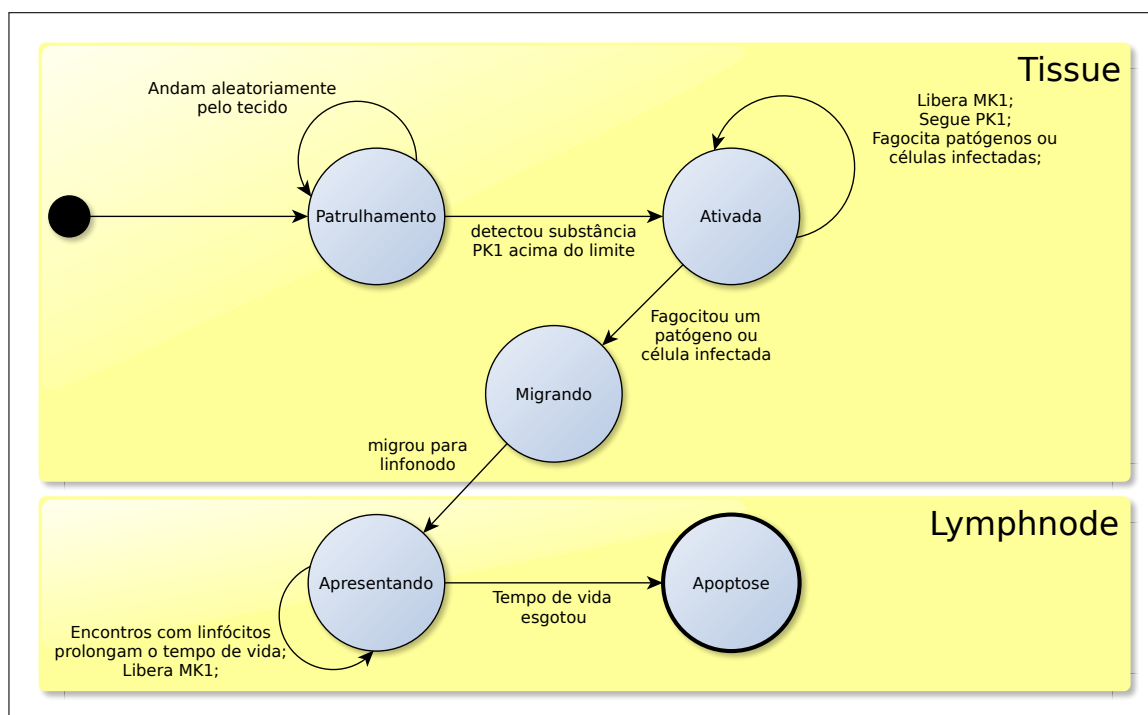 Tissue
Andam aleatoriamente
pelo tecido
Libera MK1;
Segue PK1;
Fagocita patógenos ou
células infectadas;
Patrulhamento
detectou substância
PK1 acima do limite
Ativada
Fagocitou um
patógeno ou
célula infectada
Migrando
migrou para
linfonodo
Lymphnode
Apresentando
Tempo de vida
esgotou
Apoptose
Encontros com linfócitos
prolongam o tempo de vida;
Libera MK1;